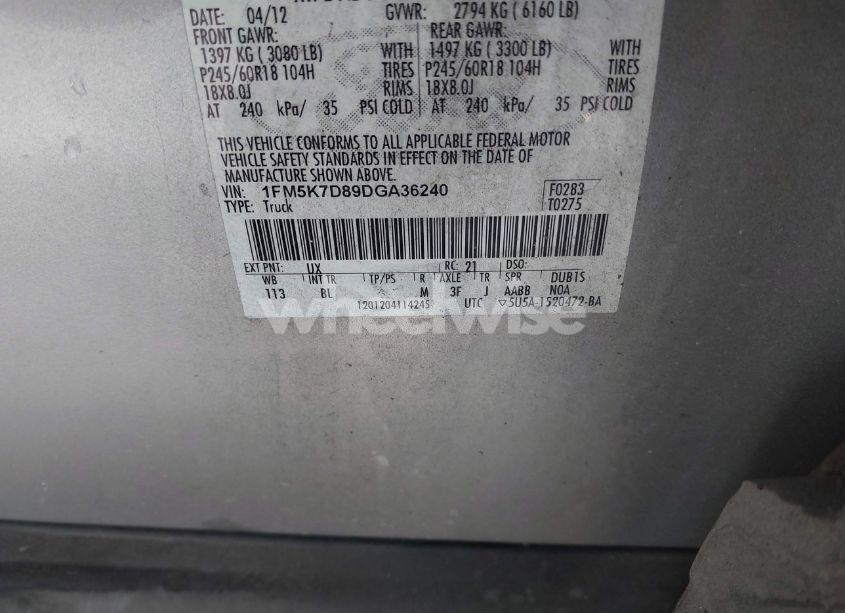 DATE: 04/12 GVWR: 2794 KG ( 6160 LB)
FRONT GAWR: REAR GAWR:
1397 KG ( 3080 LB) WITH 1497 KG ( 3300 LB) WITH
P245/60R18 104H TIRES P245/60R18 104H TIRES
18X8.0J RIMS 18X8.0J RIMS
AT 240 kPa/ 35 PSI COLD AT 240 kPa/ 35 PSI COLD
THIS VEHICLE CONFORMS TO ALL APPLICABLE FEDERAL MOTOR
VEHICLE SAFETY STANDARDS IN EFFECT ON THE DATE OF
MANUFACTURE SHOWN ABOVE.
VIN: 1FM5K7D89DGA36240 F0283
TYPE: Truck T0275
EXT PNT: UX RC: 21 DSO:
WB INT TR TP/PS R AXLE TR SPR DUB1S
113 BL M 3F J AABB NOA
1201204114245 UTC ▽5U5A-1520472-BA
wheelwise